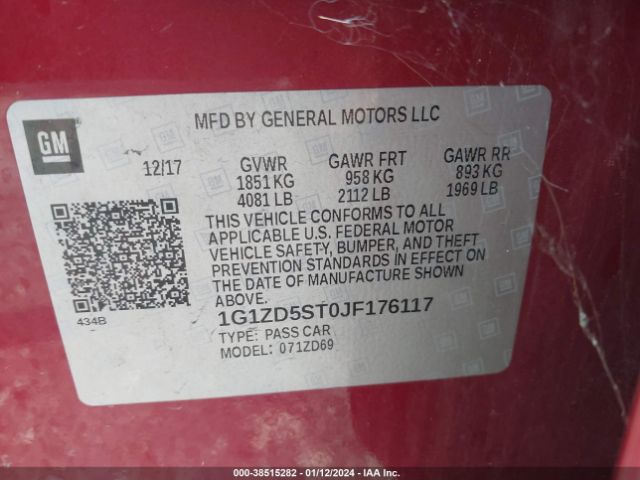 MFD BY GENERAL MOTORS LLC
GM
12/17
GVWR GAWR FRT GAWR RR
1851 KG 958 KG 893 KG
4081 LB 2112 LB 1969 LB
THIS VEHICLE CONFORMS TO ALL
APPLICABLE U.S. FEDERAL MOTOR
VEHICLE SAFETY, BUMPER, AND THEFT
PREVENTION STANDARDS IN EFFECT ON
THE DATE OF MANUFACTURE SHOWN
ABOVE.
434B
1G1ZD5ST0JF176117
TYPE: PASS CAR
MODEL: 071ZD69
000-38515282 - 01/12/2024 - IAA Inc.